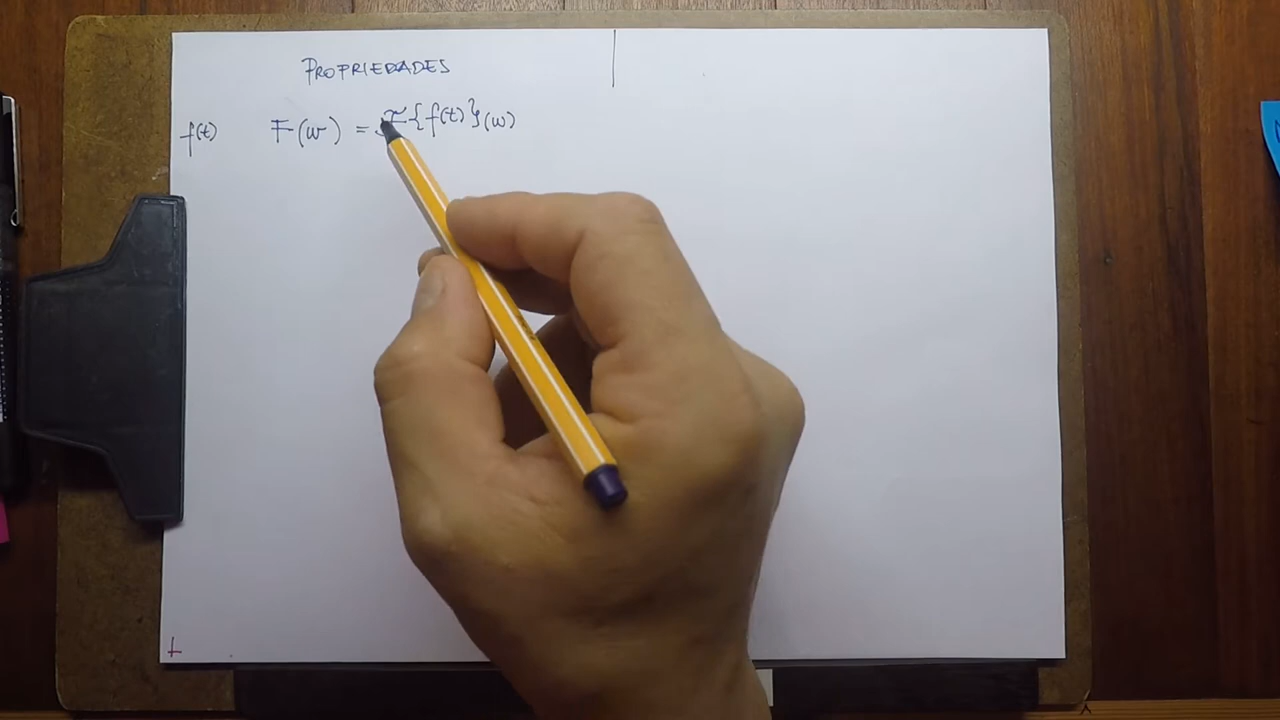 PROPRIEDADES
f(t) F(w) = ℱ{f(t)}(w)